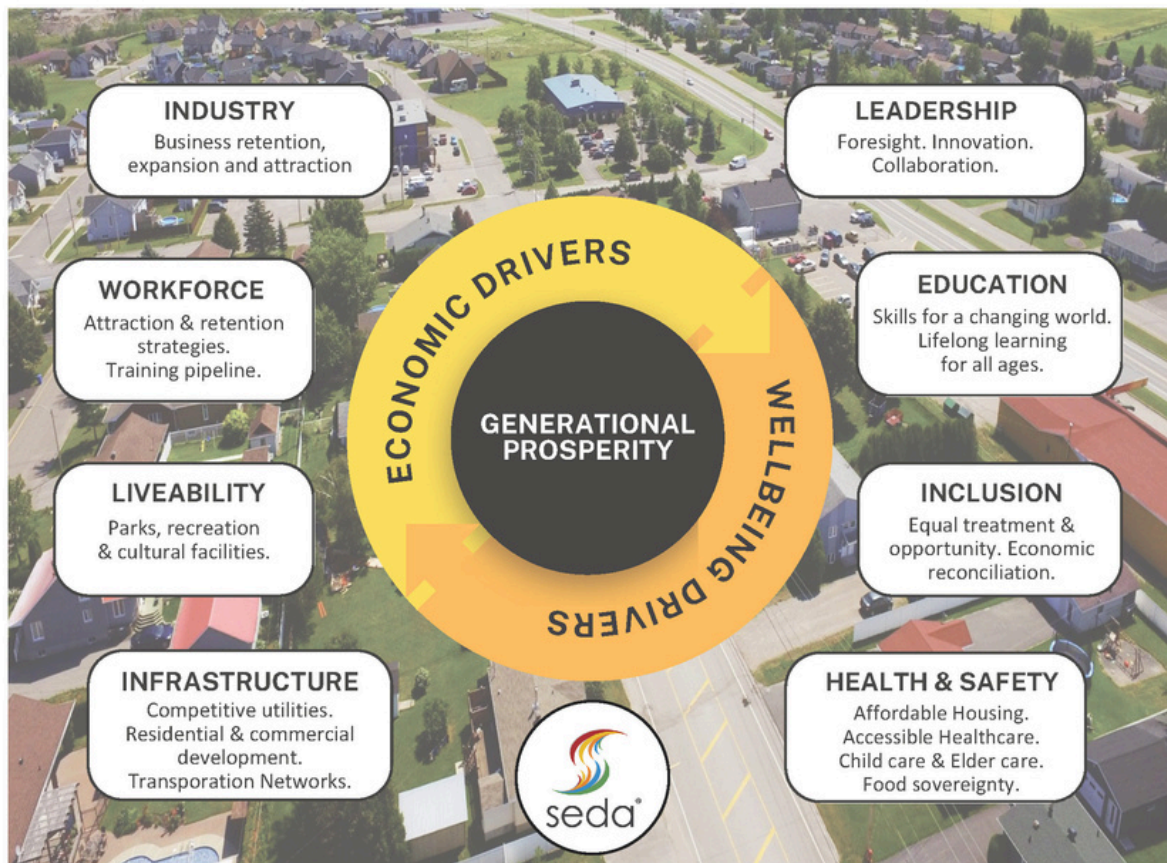 INDUSTRY
Business retention,
expansion and attraction
LEADERSHIP
Foresight. Innovation.
Collaboration.
WORKFORCE
Attraction & retention
strategies.
Training pipeline.
EDUCATION
Skills for a changing world.
Lifelong learning
for all ages.
ECONOMIC DRIVERS
GENERATIONAL
PROSPERITY
WELLBEING DRIVERS
LIVEABILITY
Parks, recreation
& cultural facilities.
INCLUSION
Equal treatment &
opportunity. Economic
reconciliation.
INFRASTRUCTURE
Competitive utilities.
Residential & commercial
development.
Transporation Networks.
HEALTH & SAFETY
Affordable Housing.
Accessible Healthcare.
Child care & Elder care.
Food sovereignty.
seda®